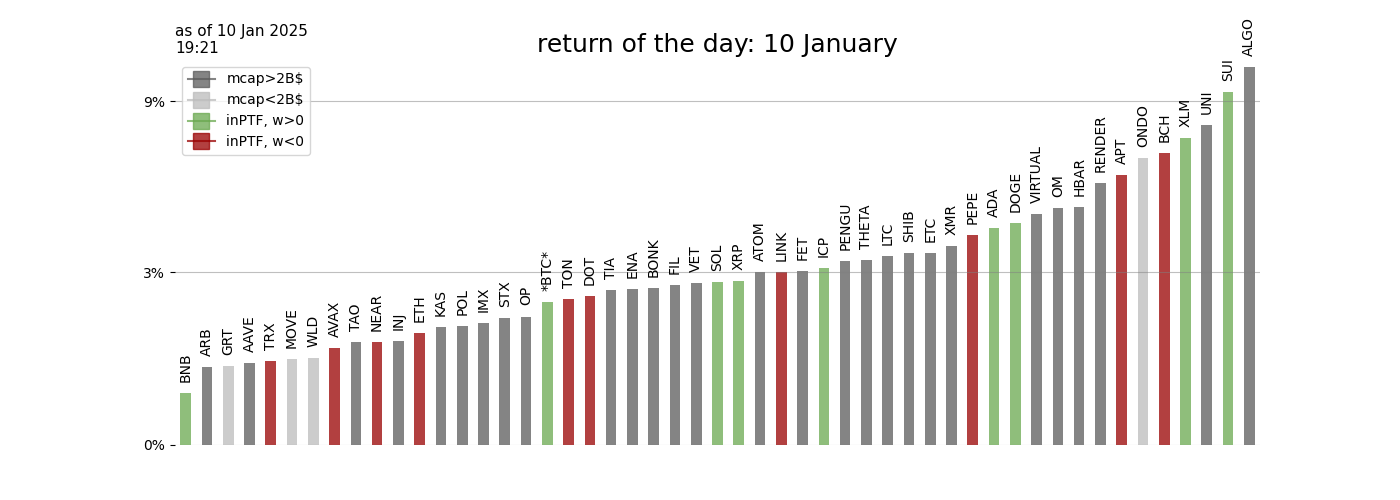 as of 10 Jan 2025
19:21
return of the day: 10 January
mcap>2B$
mcap<2B$
inPTF, w>0
inPTF, w<0
9%
3%
0%
BNB
ARB
GRT
AAVE
TRX
MOVE
WLD
AVAX
TAO
NEAR
INJ
ETH
KAS
POL
IMX
STX
OP
*BTC*
TON
DOT
TIA
ENA
BONK
FIL
VET
SOL
XRP
ATOM
LINK
FET
ICP
PENGU
THETA
LTC
SHIB
ETC
XMR
PEPE
ADA
DOGE
VIRTUAL
OM
HBAR
RENDER
APT
ONDO
BCH
XLM
UNI
SUI
ALGO